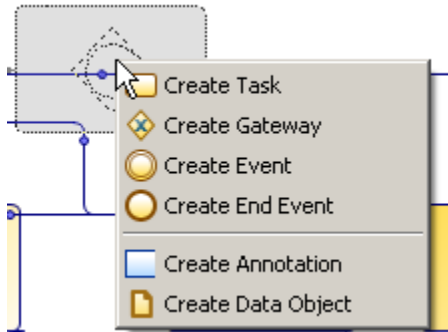 Create Task
Create Gateway
Create Event
Create End Event
Create Annotation
Create Data Object